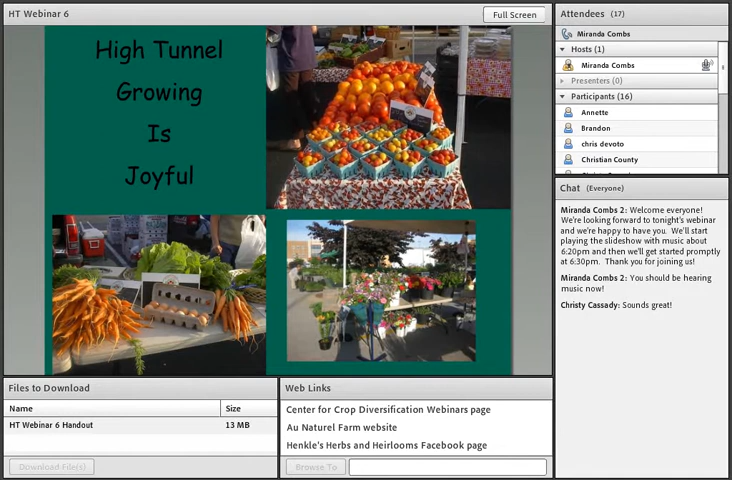 HT Webinar 6
Full Screen
High Tunnel
Growing
Is
Joyful
Files to Download
Name Size
HT Webinar 6 Handout 13 MB
Download File(s)
Web Links
Center for Crop Diversification Webinars page
Au Naturel Farm website
Henkle's Herbs and Heirlooms Facebook page
Browse To
Attendees (17)
Miranda Combs
Hosts (1)
Miranda Combs
Presenters (0)
Participants (16)
Annette
Brandon
chris devoto
Christian County
Chat (Everyone)
Miranda Combs 2: Welcome everyone!
We're looking forward to tonight's webinar
and we're happy to have you. We'll start
playing the slideshow with music about
6:20pm and then we'll get started promptly
at 6:30pm. Thank you for joining us!
Miranda Combs 2: You should be hearing
music now!
Christy Cassady: Sounds great!